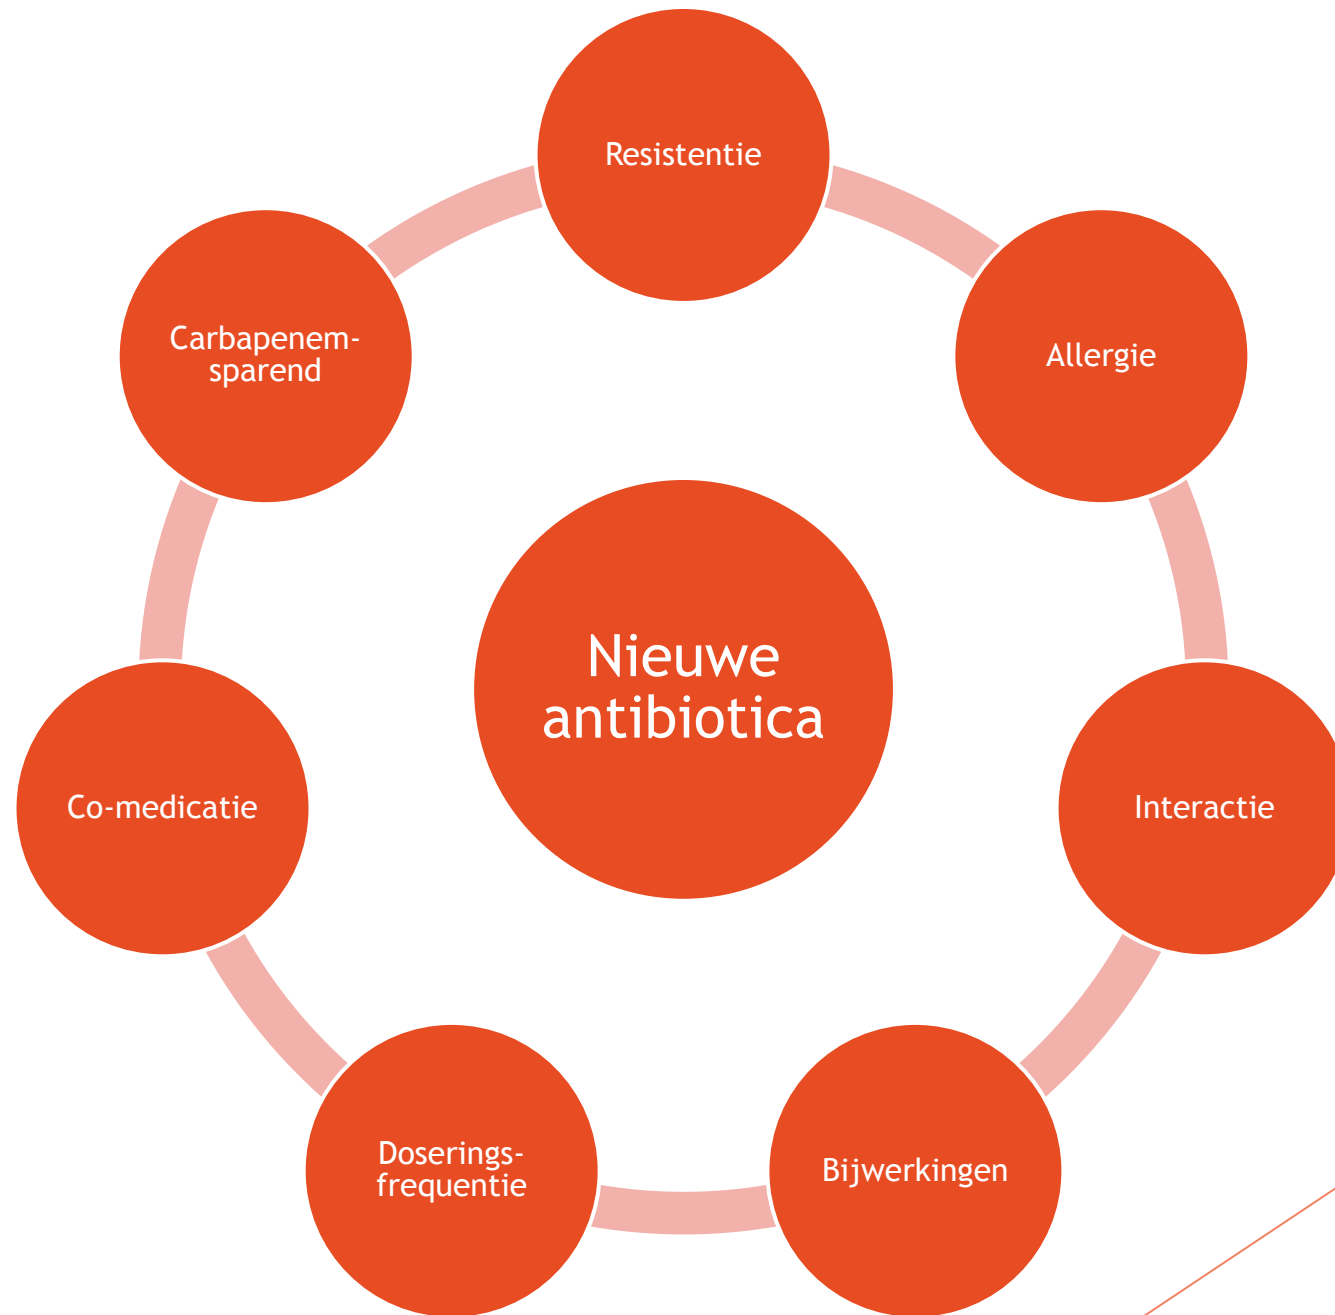 Resistentie
Allergie
Interactie
Bijwerkingen
Doserings-
frequentie
Co-medicatie
Carbapenem-
sparend
Nieuwe
antibiotica